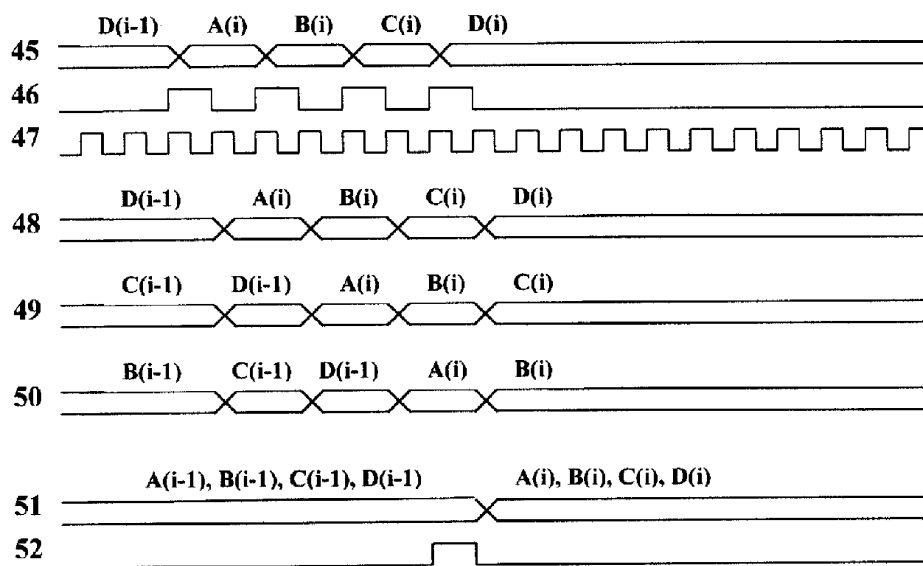 D(i-1) A(i) B(i) C(i) D(i)
45
46
47
D(i-1) A(i) B(i) C(i) D(i)
48
C(i-1) D(i-1) A(i) B(i) C(i)
49
B(i-1) C(i-1) D(i-1) A(i) B(i)
50
A(i-1), B(i-1), C(i-1), D(i-1) A(i), B(i), C(i), D(i)
51
52